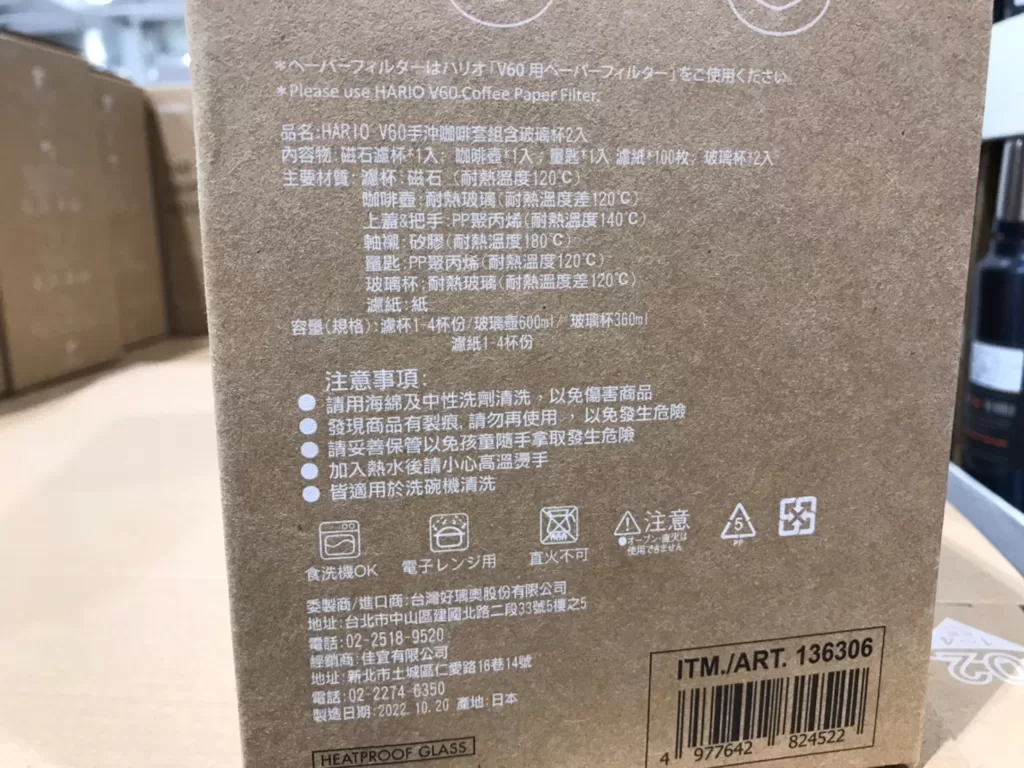 *ペーパーフィルターはハリオ「V60用ペーパーフィルター」をご使用ください
*Please use HARIO V60 Coffee Paper Filter.
品名:HARIO V60手沖咖啡套組含玻璃杯2入
內容物:磁石濾杯*1入; 咖啡壺*1入; 量匙*1入 濾紙*100枚; 玻璃杯*2入
主要材質:濾杯:磁石 (耐熱溫度120℃)
咖啡壺:耐熱玻璃(耐熱溫度差120℃)
上蓋&把手:PP聚丙烯(耐熱溫度140℃)
軸襯:矽膠(耐熱溫度180℃)
量匙:PP聚丙烯(耐熱溫度120℃)
玻璃杯:耐熱玻璃(耐熱溫度差120℃)
濾紙:紙
容量(規格):濾杯1-4杯份/玻璃壺600ml/ 玻璃杯360ml
濾紙1-4杯份
注意事項:
●請用海綿及中性洗劑清洗,以免傷害商品
●發現商品有裂痕,請勿再使用,以免發生危險
●請妥善保管以免孩童隨手拿取發生危險
●加入熱水後請小心高溫燙手
●皆適用於洗碗機清洗
食洗機OK
電子レンジ用
直火不可
注意
●オーブン・直火は
使用できません
5
PP
委製商/進口商:台灣好璃奧股份有限公司
地址:台北市中山區建國北路二段33號5樓之5
電話:02-2518-9520
經銷商:佳宜有限公司
地址:新北市土城區仁愛路16巷14號
電話:02-2274-6350
製造日期:2022.10.20 產地:日本
ITM./ART. 136306
4 977642 824522
HEATPROOF GLASS